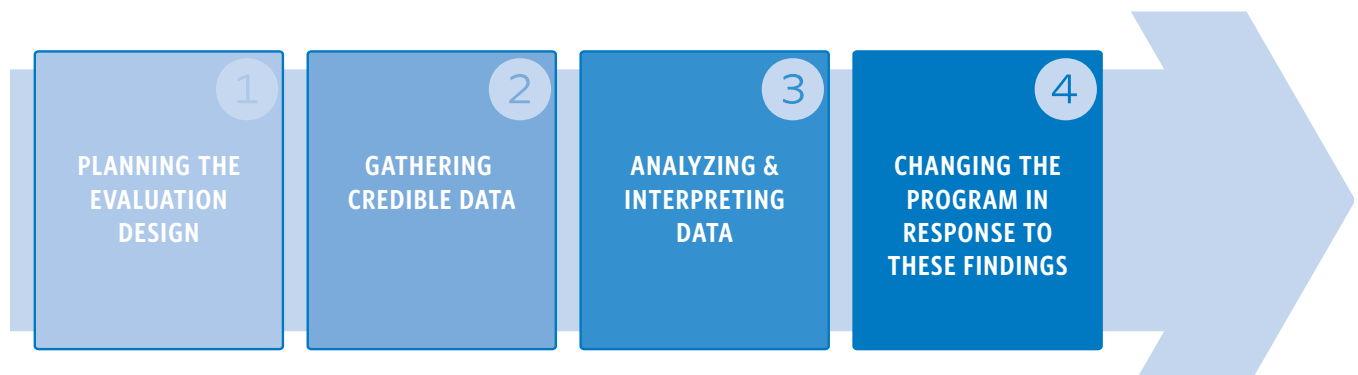 1
PLANNING THE
EVALUATION
DESIGN
2
GATHERING
CREDIBLE DATA
3
ANALYZING &
INTERPRETING
DATA
4
CHANGING THE
PROGRAM IN
RESPONSE TO
THESE FINDINGS